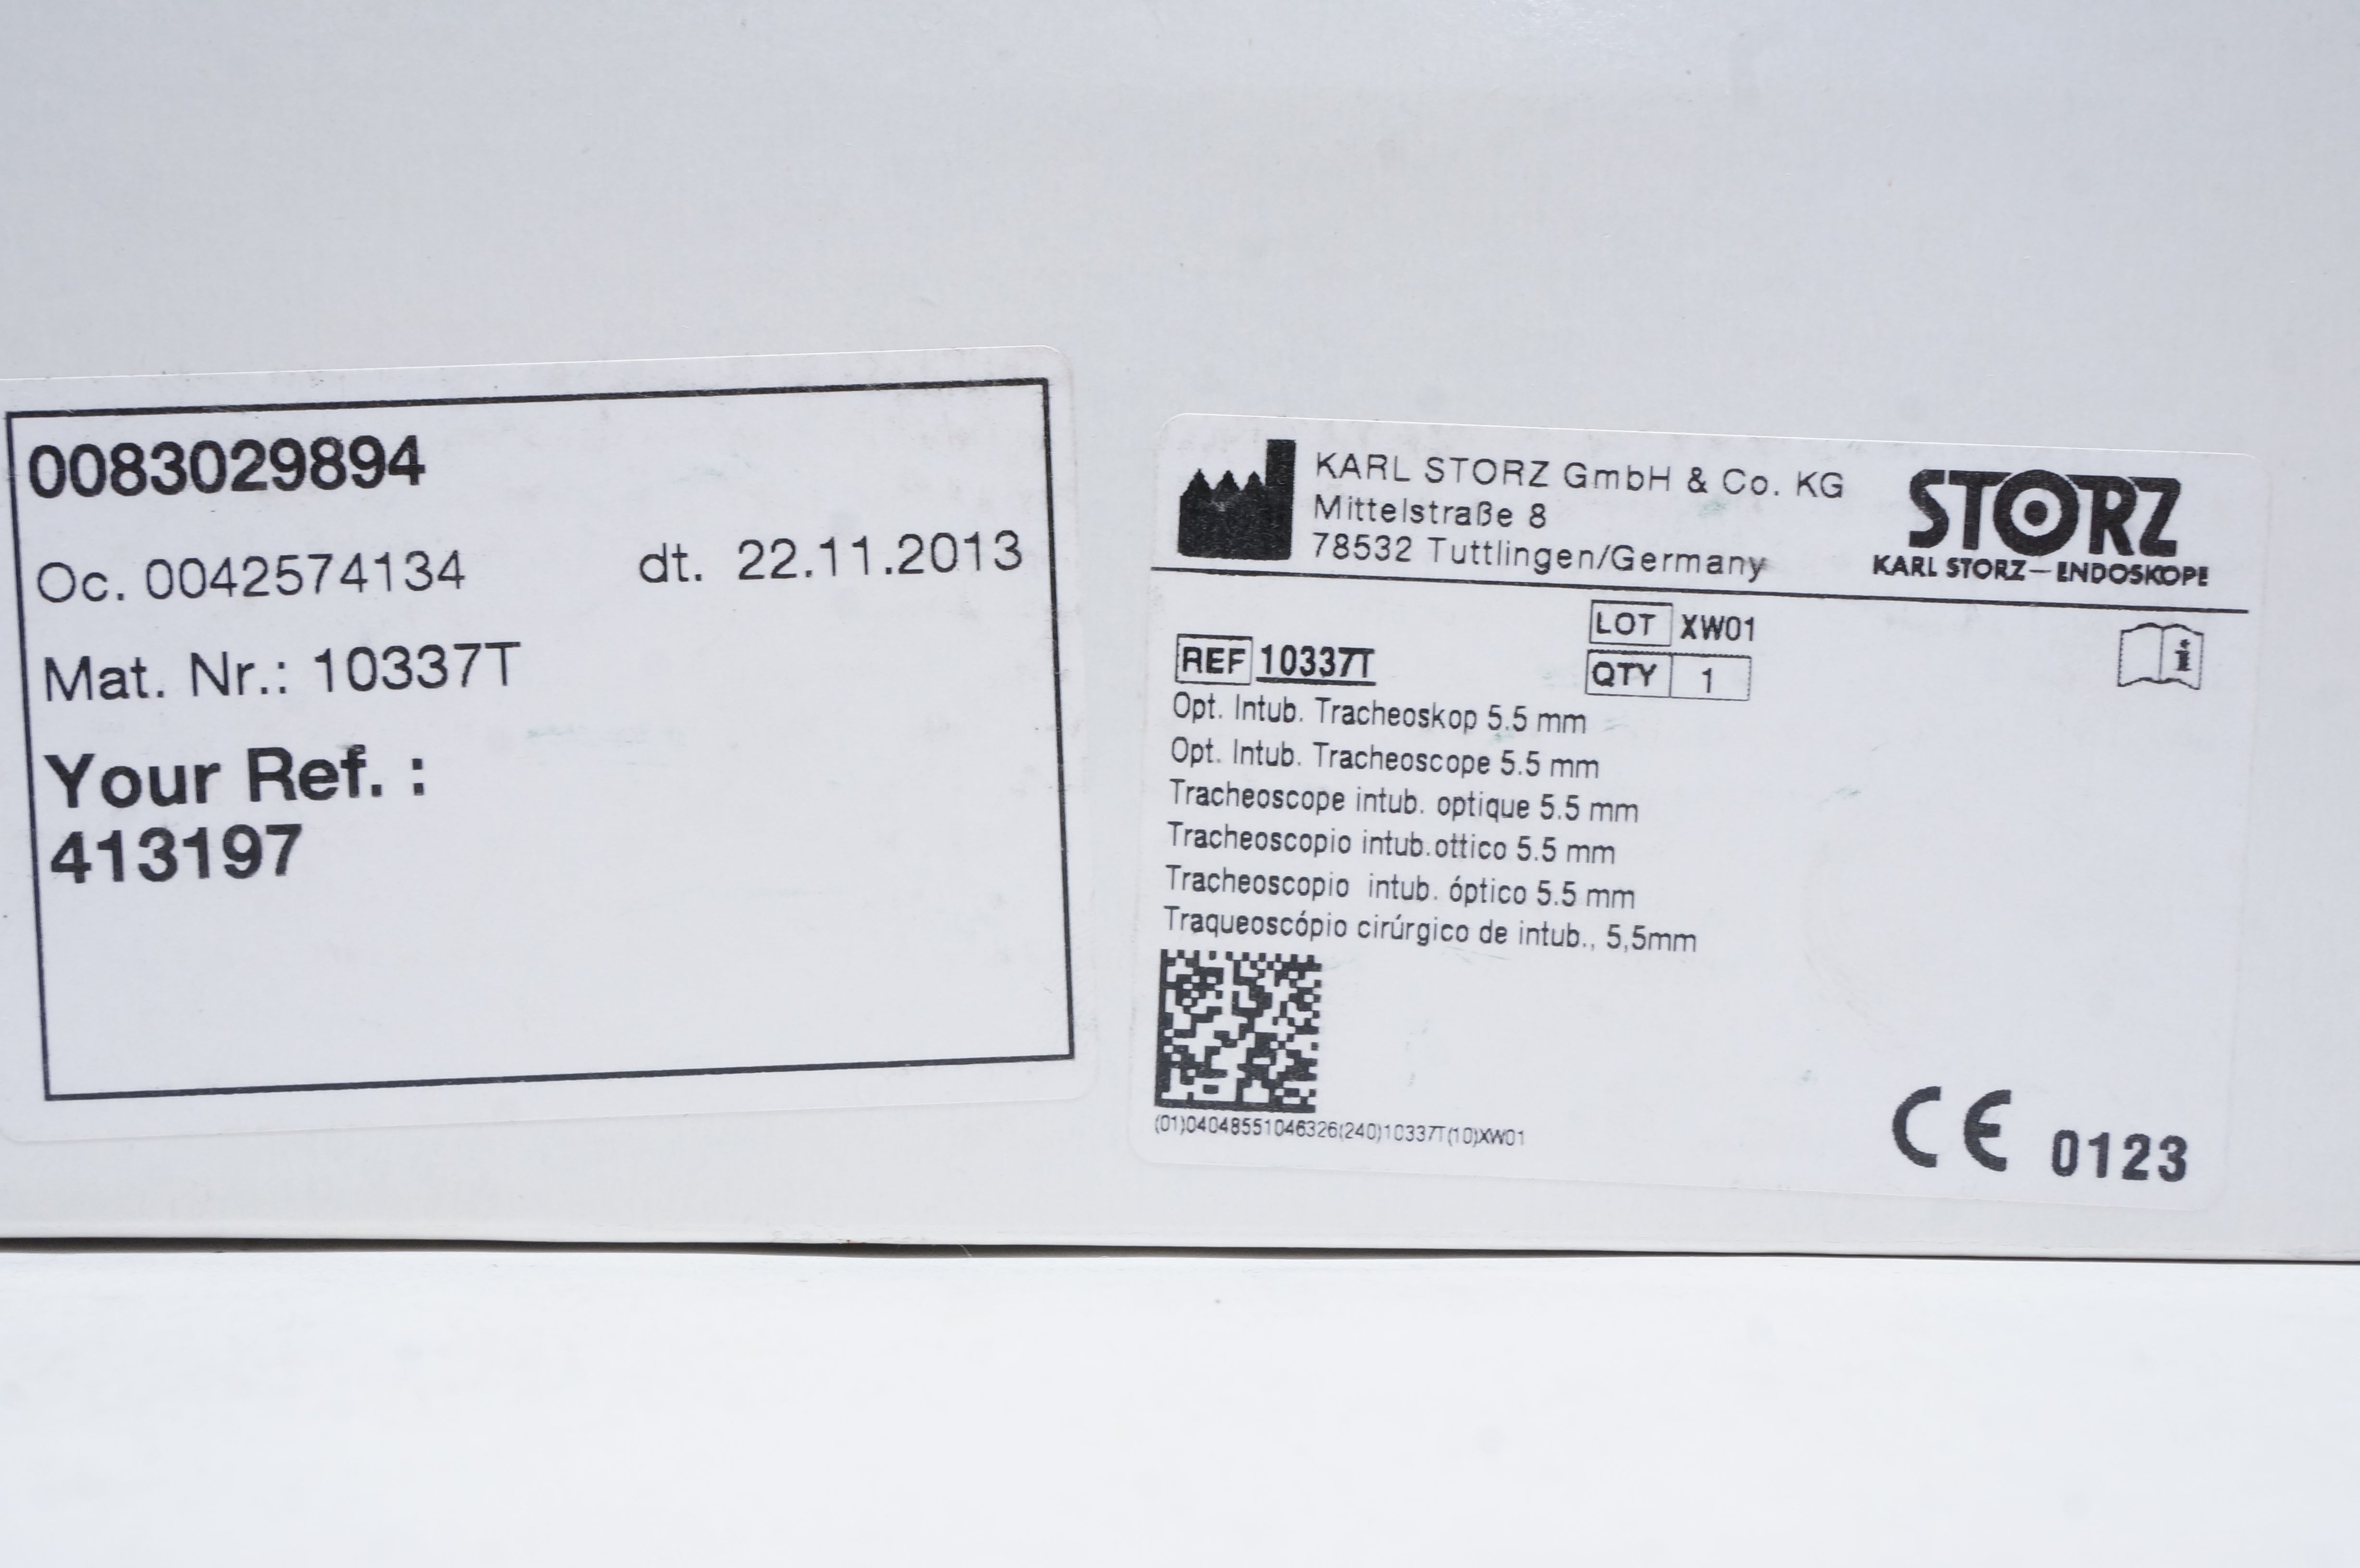 0083029894
Oc. 0042574134 dt. 22.11.2013
Mat. Nr.: 10337T
Your Ref. :
413197
KARL STORZ GmbH & Co. KG
Mittelstraße 8
78532 Tuttlingen/Germany
STORZ
KARL STORZ—ENDOSKOPE
LOT XW01
REF 10337T
QTY 1
i
Opt. Intub. Tracheoskop 5.5 mm
Opt. Intub. Tracheoscope 5.5 mm
Tracheoscope intub. optique 5.5 mm
Tracheoscopio intub.ottico 5.5 mm
Tracheoscopio intub. óptico 5.5 mm
Traqueoscópio cirúrgico de intub., 5,5mm
(01)04048551046326(240)10337T(10)XW01
CE 0123